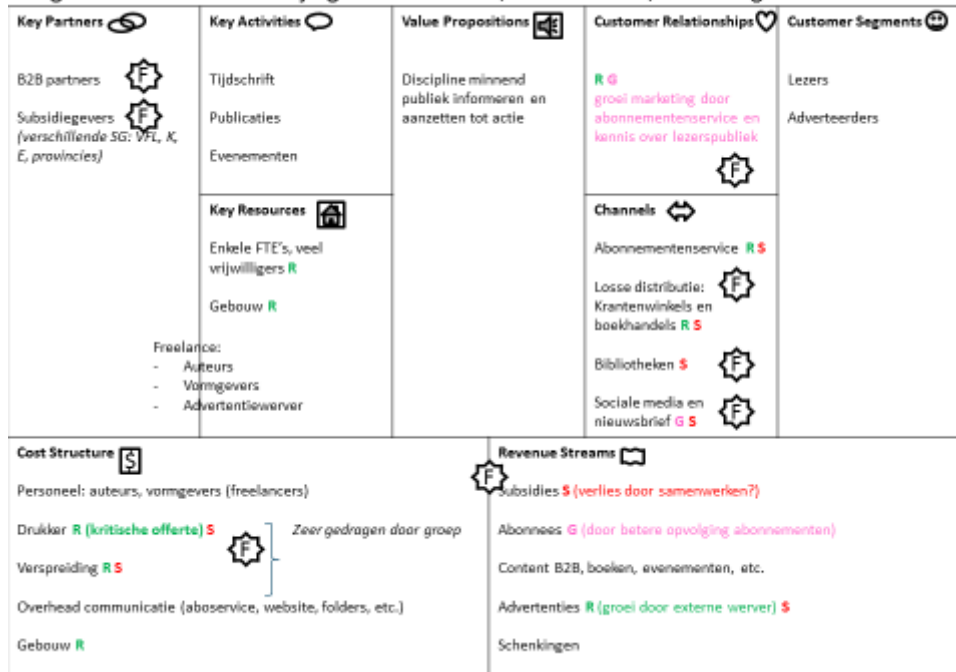 Key Partners
B2B partners F
Subsidiegevers F
(verschillende SG: VFL, K,
E, provincies)
Key Activities
Tijdschrift
Publicaties
Evenementen
Key Resources
Enkele FTE's, veel
vrijwilligers R
Gebouw R
Freelance:
- Auteurs
- Vormgevers
- Advertentiewerver
Value Propositions
Discipline minnend
publiek informeren en
aanzetten tot actie
Customer Relationships
R G
groei marketing door
abonnementenservice en
kennis over lezerspubliek
F
Channels
Abonnementenservice R S
Losse distributie: F
Krantenwinkels en
boekhandels R S
Bibliotheken S F
Sociale media en
nieuwsbrief G S F
Customer Segments
Lezers
Adverteerders
Cost Structure $
Personeel: auteurs, vormgevers (freelancers)
Drukker R (kritische offerte) S Zeer gedragen door groep
F
Verspreiding R S
Overhead communicatie (aboservice, website, folders, etc.)
Gebouw R
Revenue Streams
F
Subsidies S (verlies door samenwerken?)
Abonnees G (door betere opvolging abonnementen)
Content B2B, boeken, evenementen, etc.
Advertenties R (groei door externe werver) S
Schenkingen